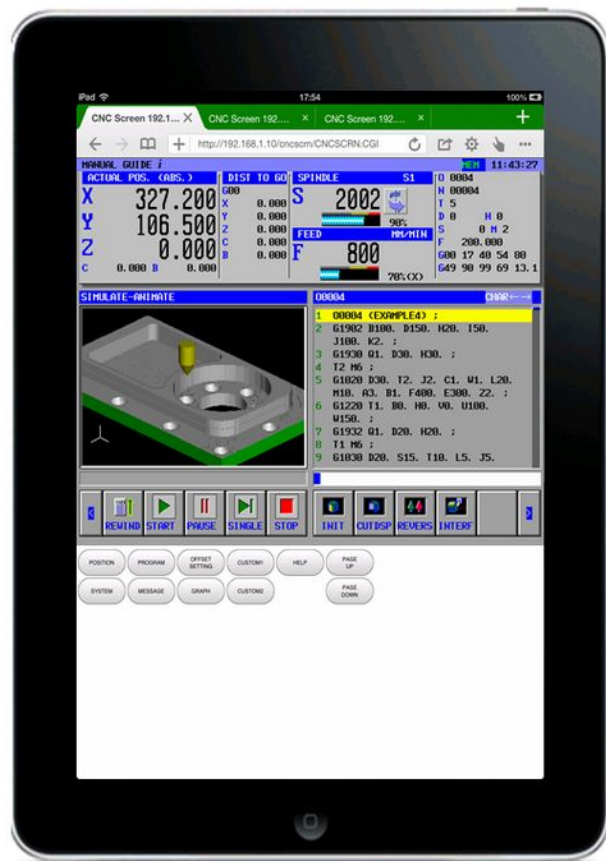 iPad 17:54 100%
CNC Screen 192.1... X CNC Screen 192.... × CNC Screen 192.... × +
http://192.168.1.10/cncscrn/CNCSCRN.CGI
MANUAL GUIDE i MEM 11:43:27
ACTUAL POS. (ABS.) DIST TO GO SPINDLE S1 O 0004
X 327.200 G00 S 2002 N 00004
X 0.000 T 5
Y 106.500 Y 0.000 90% D 0 H 0
Z 0.000 FEED MM/MIN S 0 M 2
Z 0.000 C 0.000 F 800 F 200.000
B 0.000 G00 17 40 54 80
C 0.000 B 0.000 70%(X) G49 98 99 69 13.1
SIMULATE-ANIMATE O0004 CHAR←→
1 O0004 (EXAMPLE4) ;
2 G1902 B100. D150. H20. I50.
J100. K2. ;
3 G1930 Q1. D30. H30. ;
4 T2 M6 ;
5 G1020 D30. T2. J2. C1. W1. L20.
M10. A3. B1. F400. E300. Z2. ;
6 G1220 T1. B0. H0. V0. U100.
W150. ;
7 G1932 Q1. D20. H20. ;
8 T1 M6 ;
9 G1030 D20. S15. T10. L5. J5.
< REWIND START PAUSE SINGLE STOP INIT CUTDSP REVERS INTERF >
POSITION PROGRAM OFFSET SETTING CUSTOM1 HELP PAGE UP
SYSTEM MESSAGE GRAPH CUSTOM2 PAGE DOWN